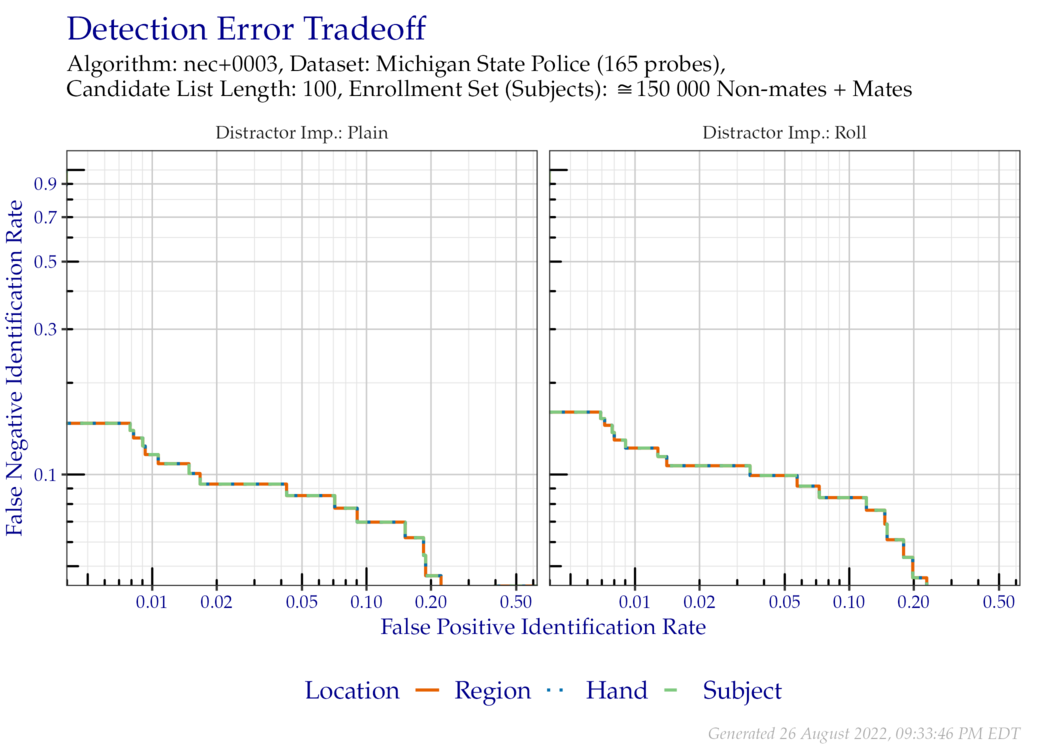 Detection Error Tradeoff
Algorithm: nec+0003, Dataset: Michigan State Police (165 probes),
Candidate List Length: 100, Enrollment Set (Subjects): ≅150 000 Non-mates + Mates
Distractor Imp.: Plain
Distractor Imp.: Roll
False Negative Identification Rate
0.9
0.7
0.5
0.3
0.1
0.01 0.02 0.05 0.10 0.20 0.50
0.01 0.02 0.05 0.10 0.20 0.50
False Positive Identification Rate
Location Region Hand Subject
Generated 26 August 2022, 09:33:46 PM EDT